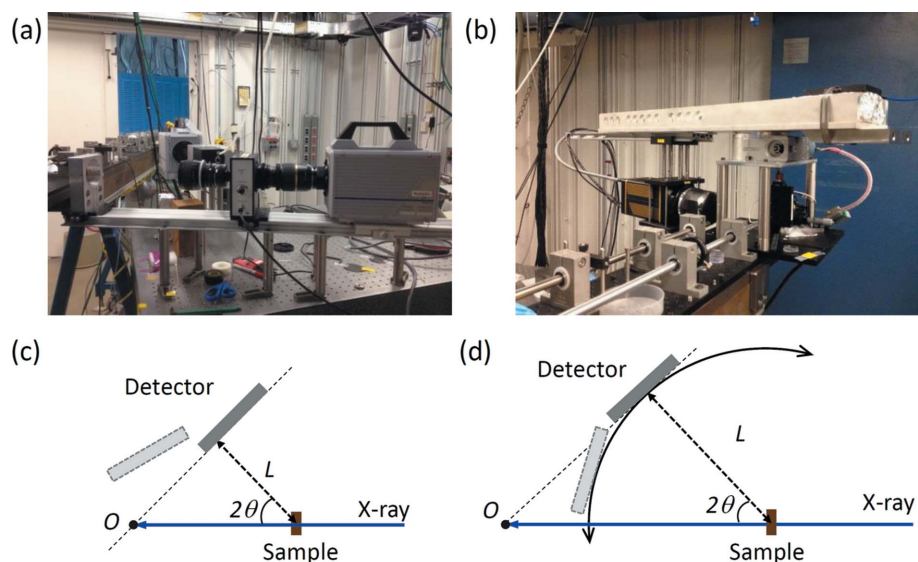 (a)
(b)
(c)
Detector
L
2θ
O
X-ray
Sample
(d)
Detector
L
2θ
O
X-ray
Sample